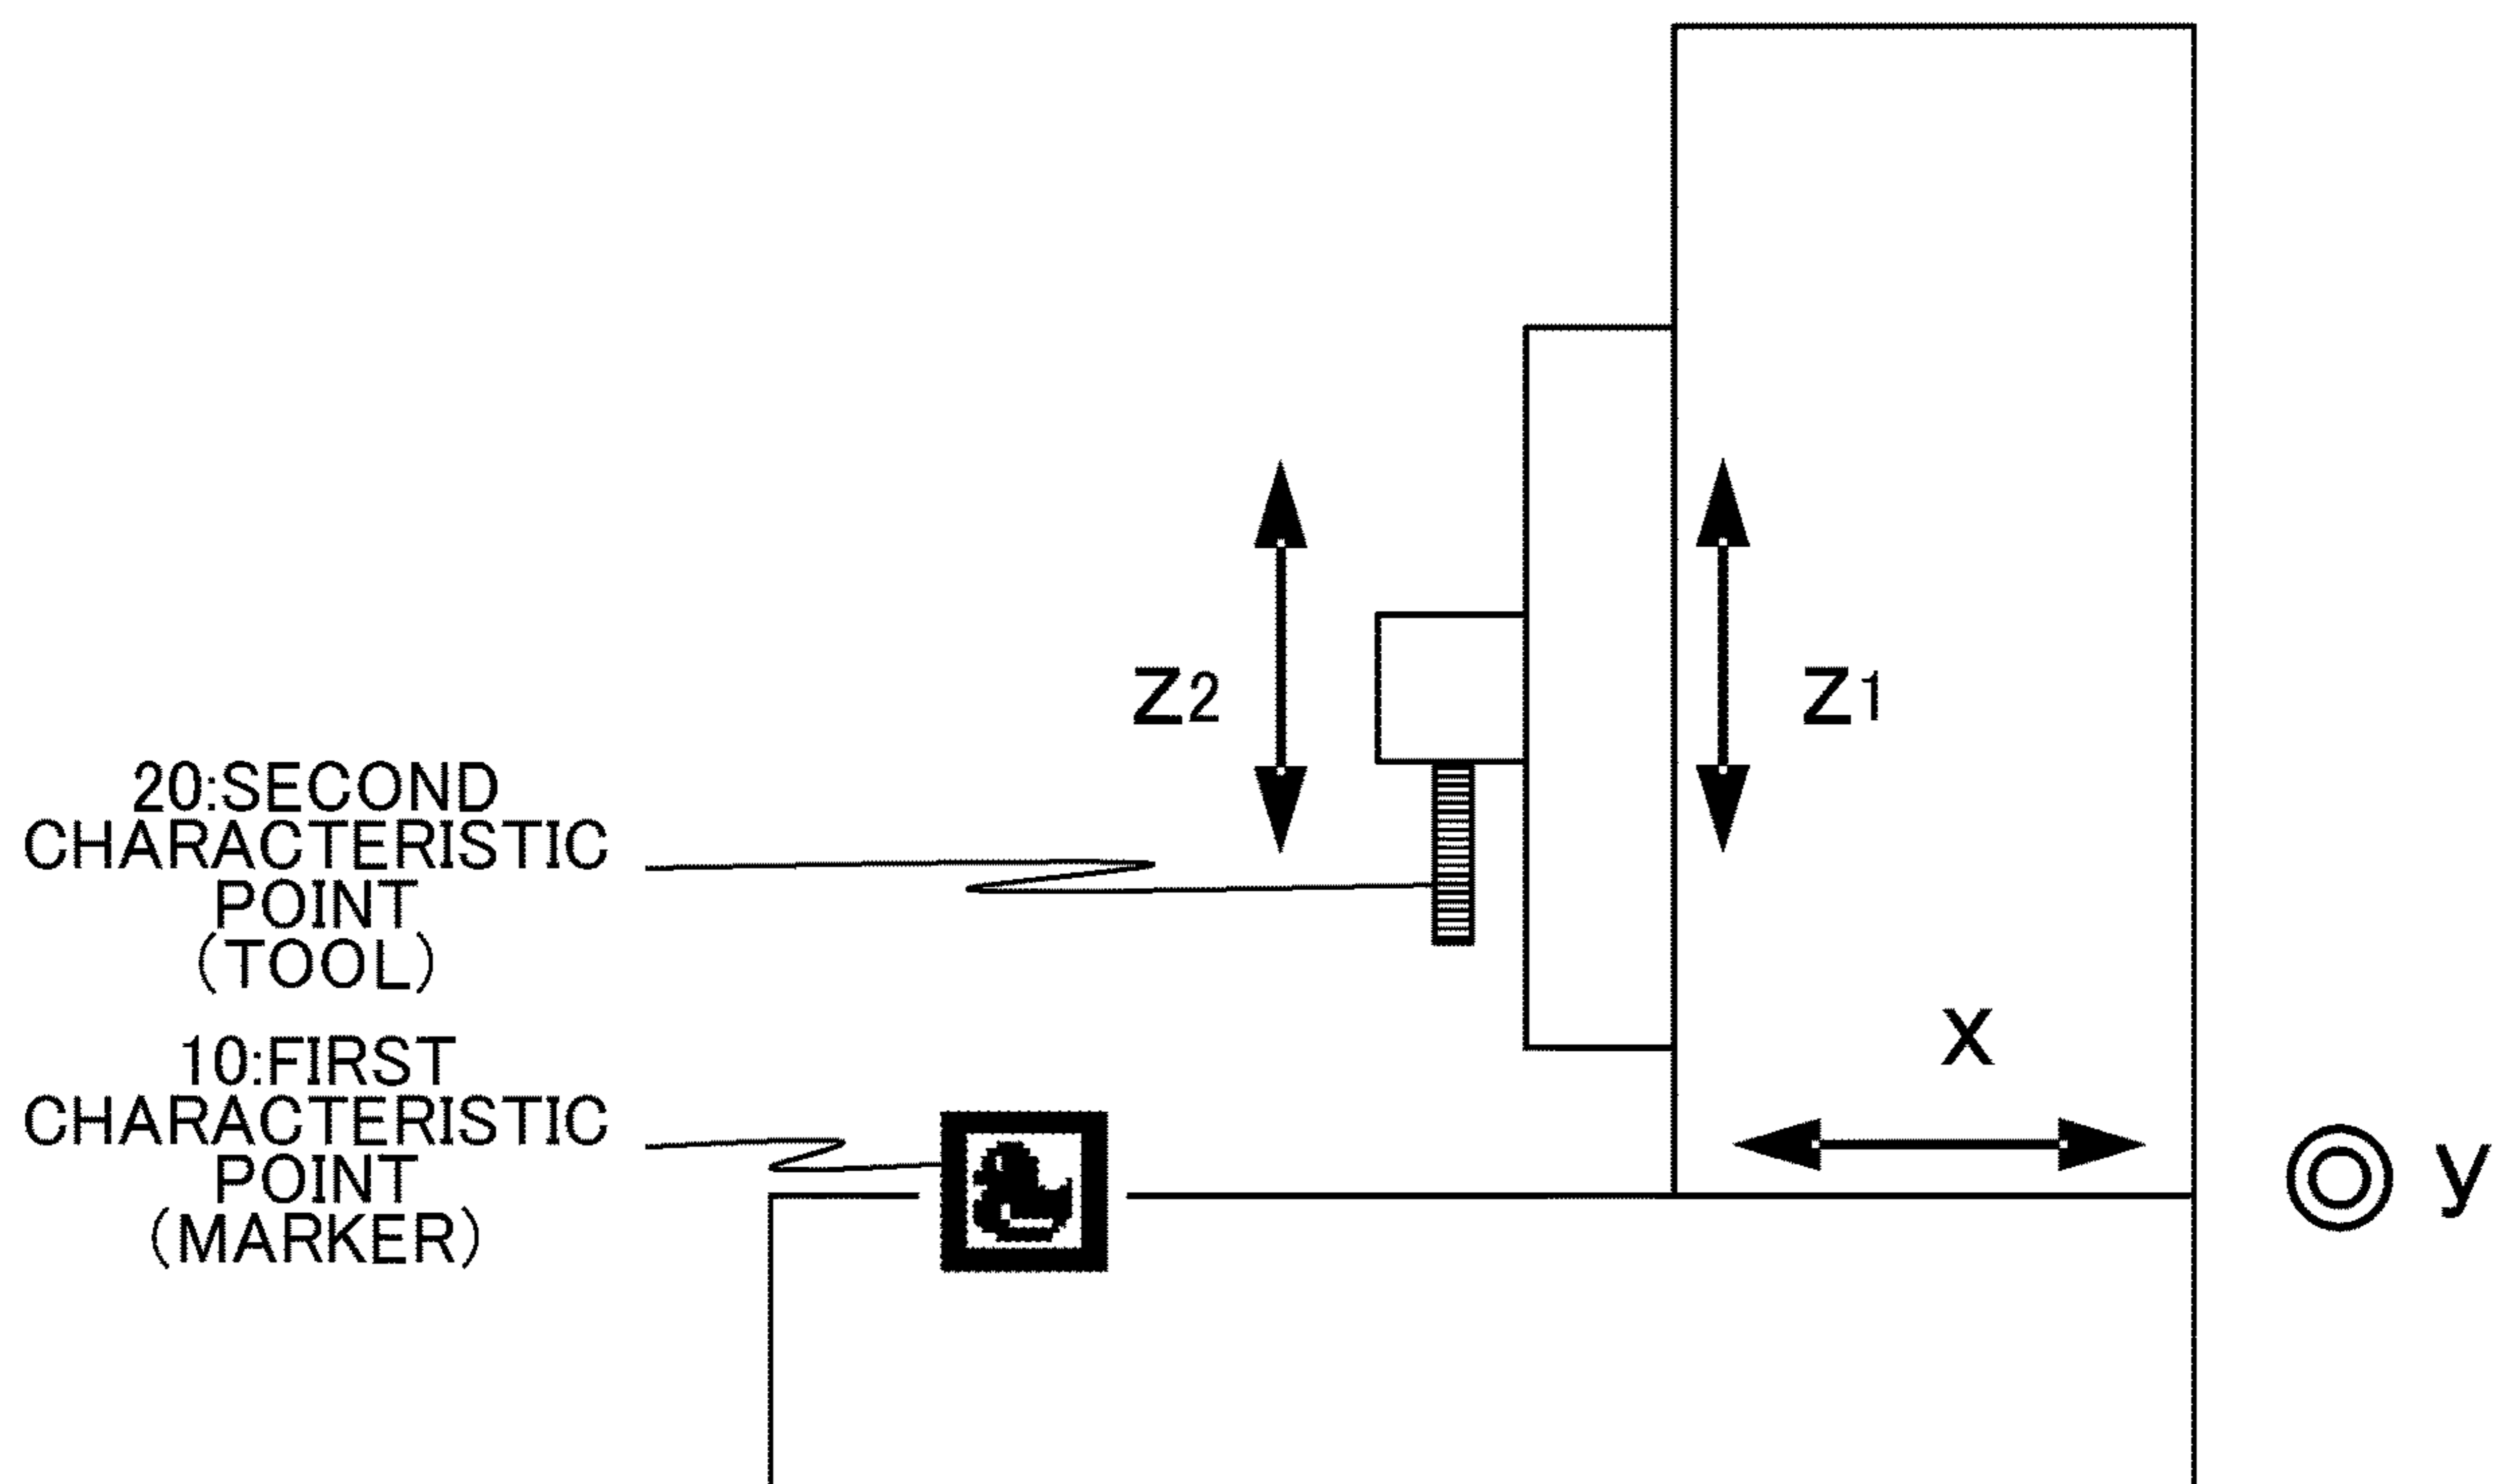 z2
z1
20:SECOND
CHARACTERISTIC
POINT
(TOOL)
10:FIRST
CHARACTERISTIC
POINT
(MARKER)
x
y